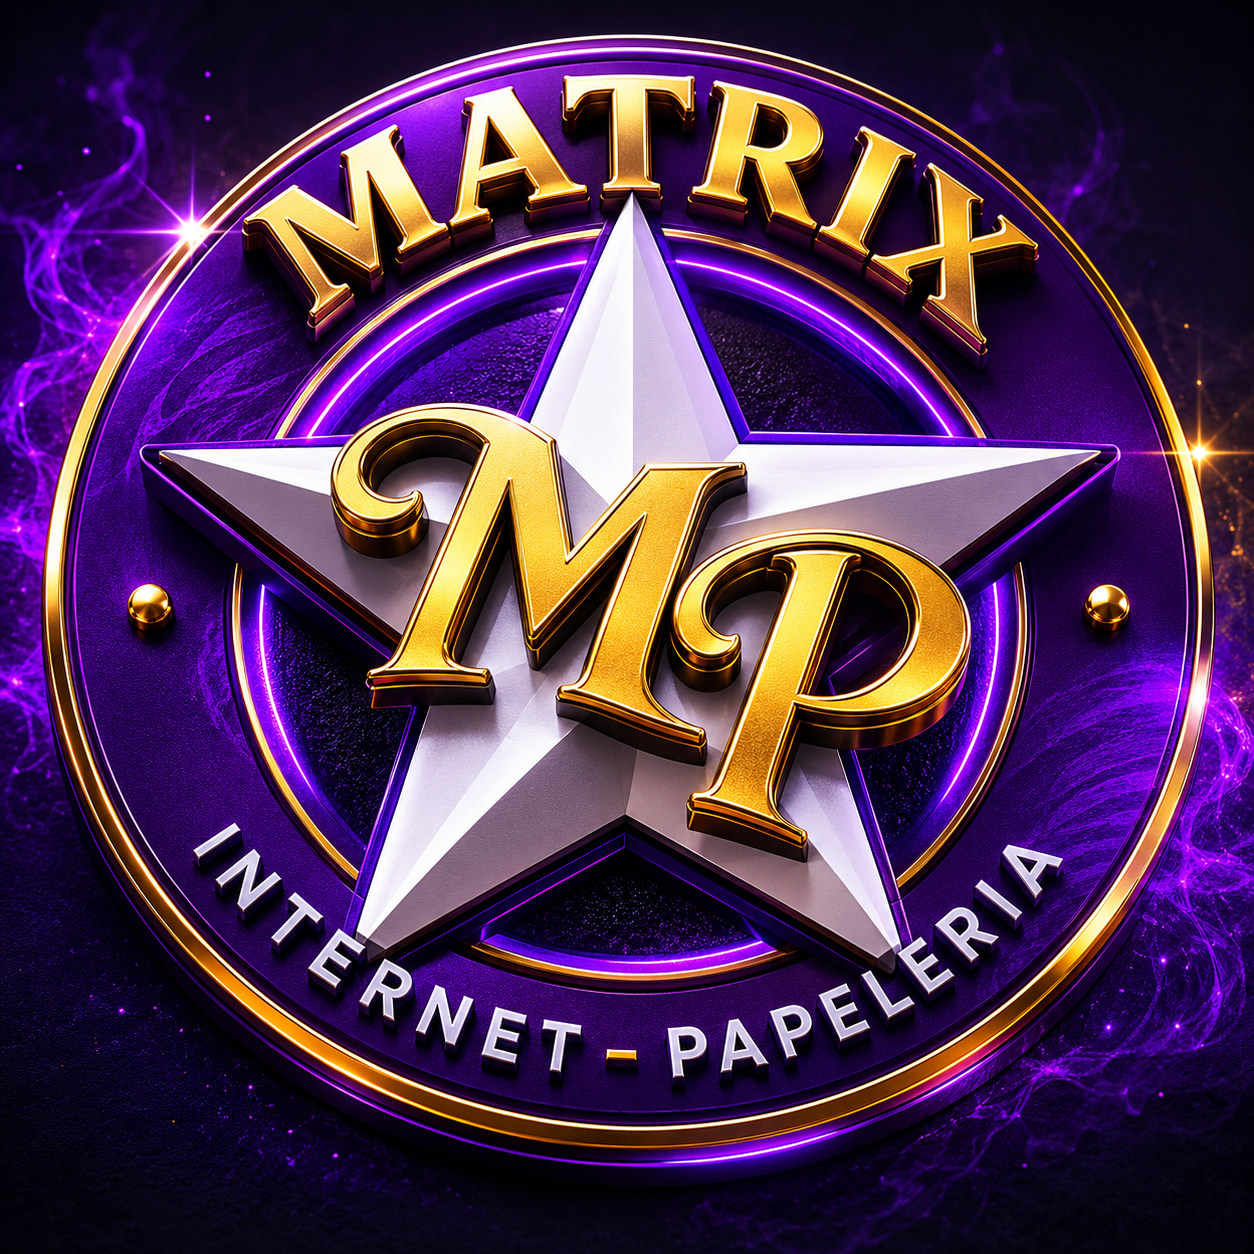 MATRIX
MP
INTERNET - PAPELERIA